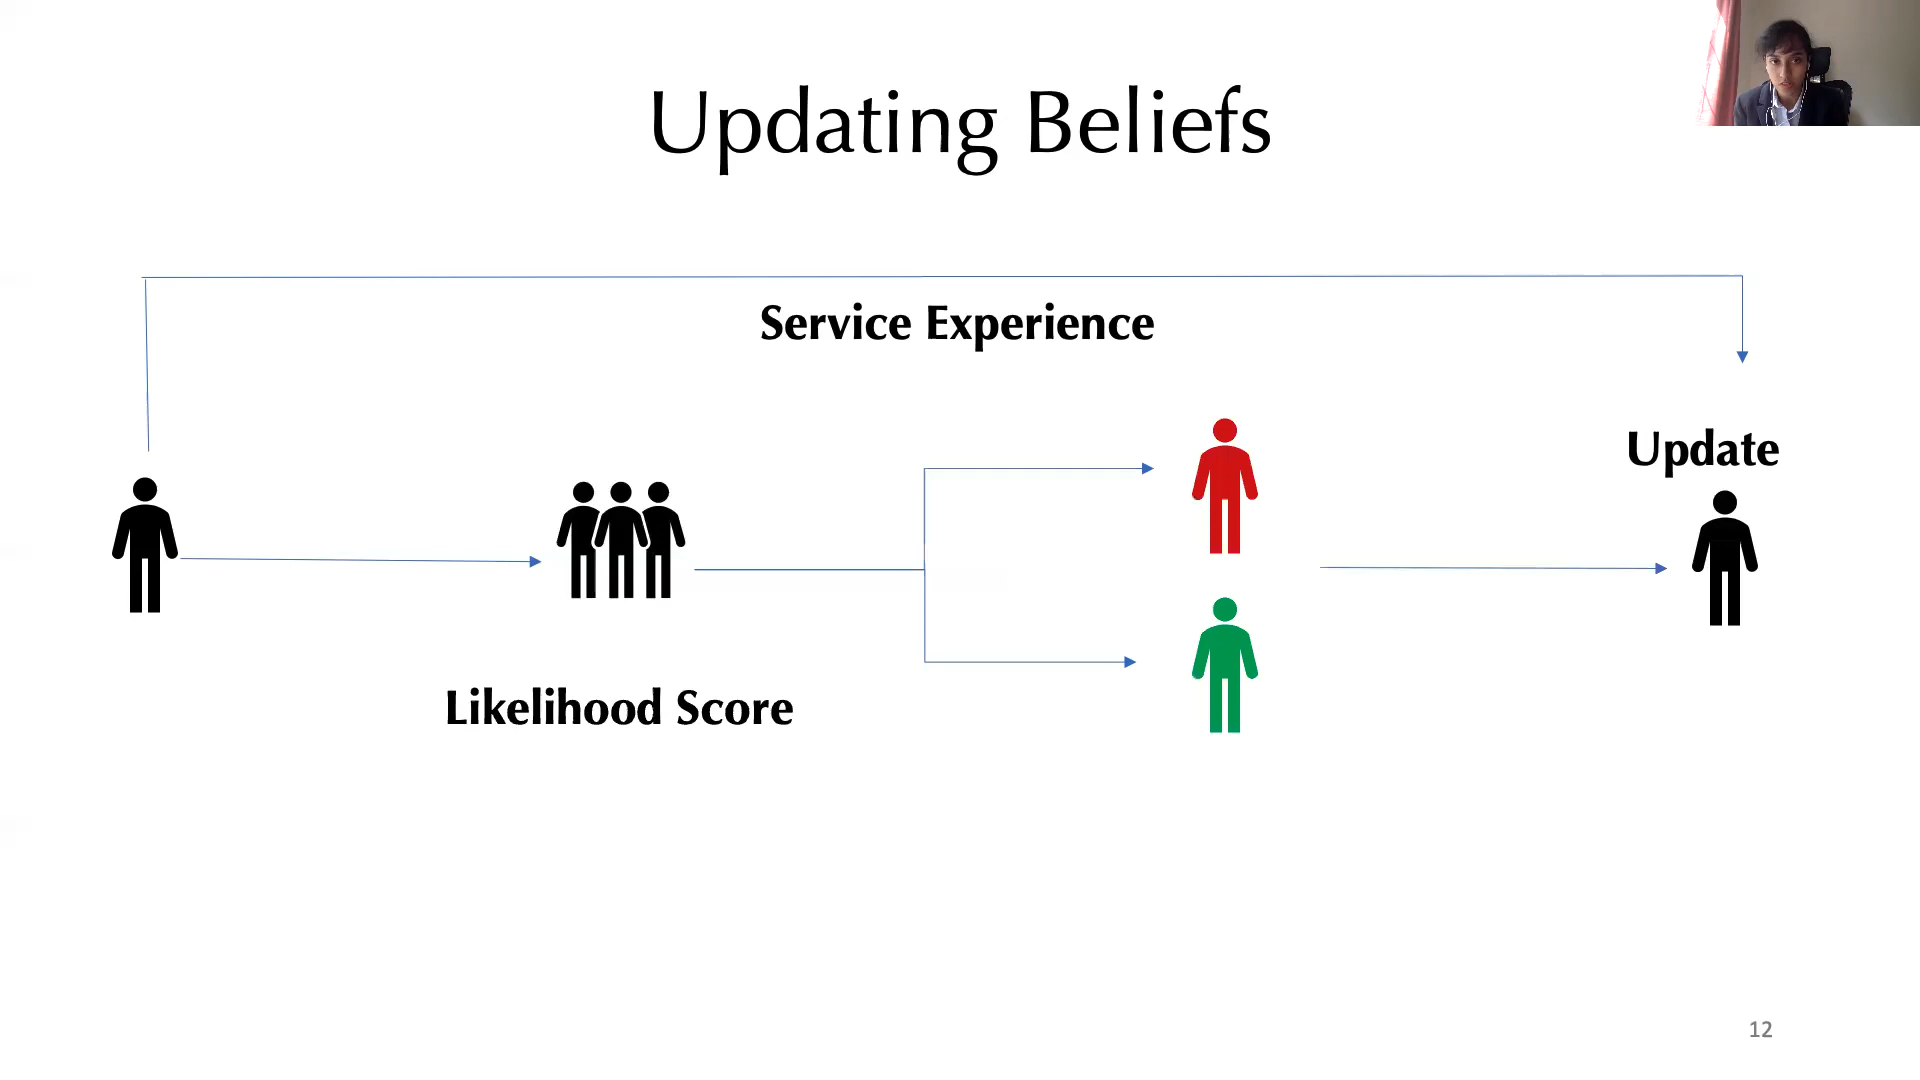 Updating Beliefs
Service Experience
Update
Likelihood Score
12